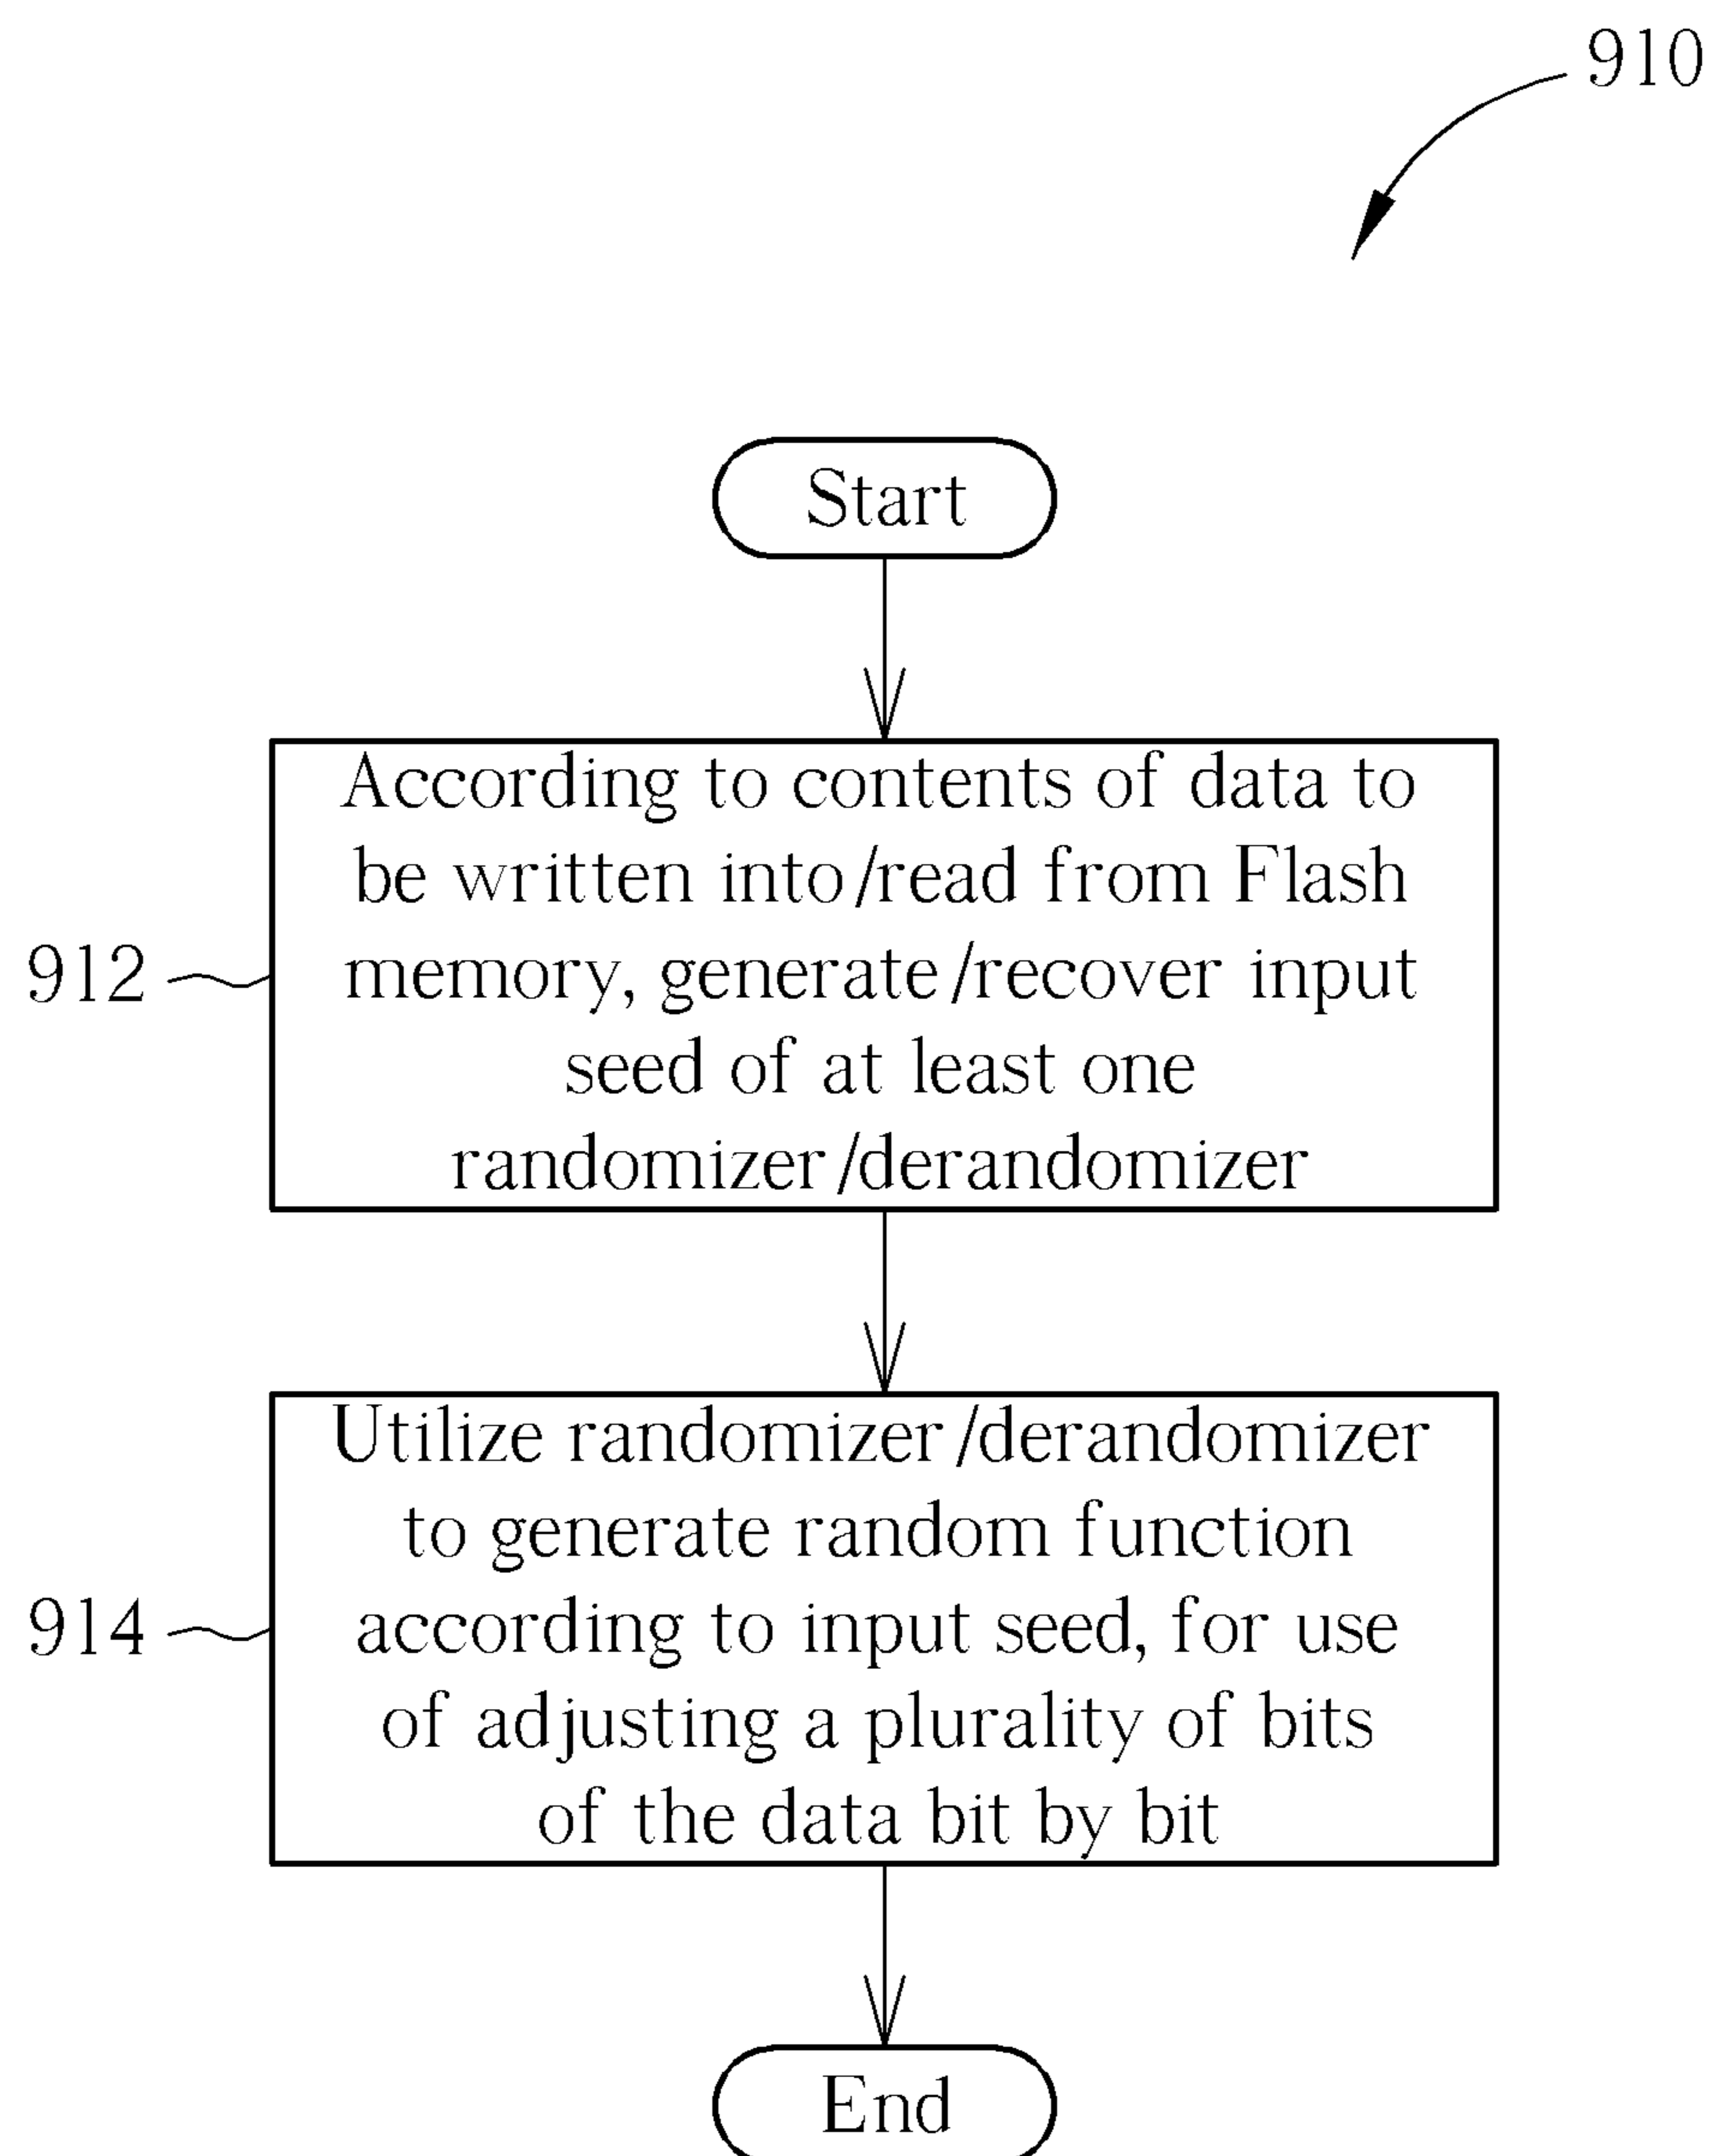 910
Start
According to contents of data to
be written into/read from Flash
memory, generate/recover input
seed of at least one
randomizer/derandomizer
912
Utilize randomizer/derandomizer
to generate random function
according to input seed, for use
of adjusting a plurality of bits
of the data bit by bit
914
End